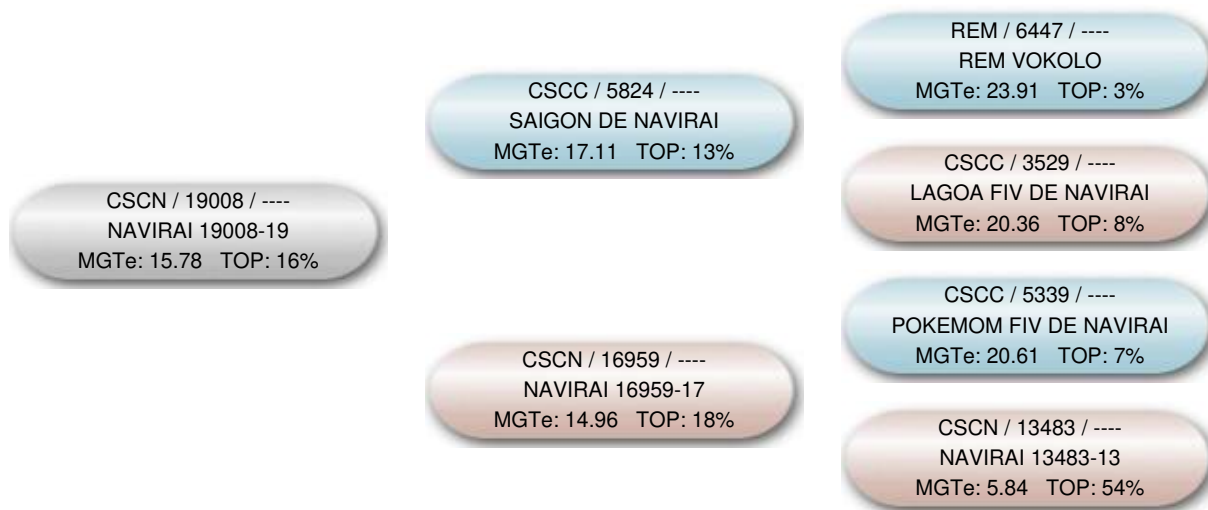 REM / 6447 / ----
REM VOKOLO
MGTe: 23.91 TOP: 3%
CSCC / 5824 / ----
SAIGON DE NAVIRAI
MGTe: 17.11 TOP: 13%
CSCC / 3529 / ----
LAGOA FIV DE NAVIRAI
MGTe: 20.36 TOP: 8%
CSCN / 19008 / ----
NAVIRAI 19008-19
MGTe: 15.78 TOP: 16%
CSCC / 5339 / ----
POKEMOM FIV DE NAVIRAI
MGTe: 20.61 TOP: 7%
CSCN / 16959 / ----
NAVIRAI 16959-17
MGTe: 14.96 TOP: 18%
CSCN / 13483 / ----
NAVIRAI 13483-13
MGTe: 5.84 TOP: 54%